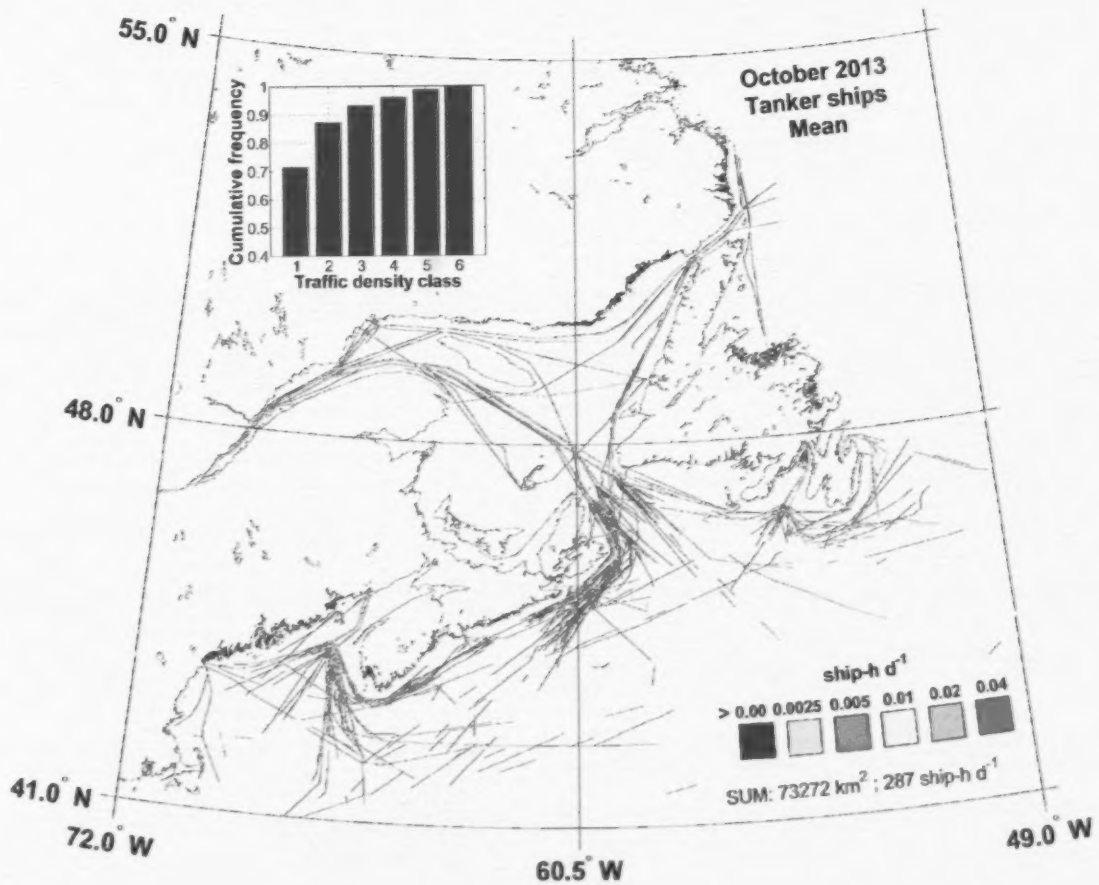 55.0° N
October 2013
Tanker ships
Mean
Cumulative frequency
1
0.9
0.8
0.7
0.6
0.5
0.4
1 2 3 4 5 6
Traffic density class
48.0° N
ship-h d⁻¹
> 0.00 0.0025 0.005 0.01 0.02 0.04
SUM: 73272 km² ; 287 ship-h d⁻¹
41.0° N
72.0° W
60.5° W
49.0° W